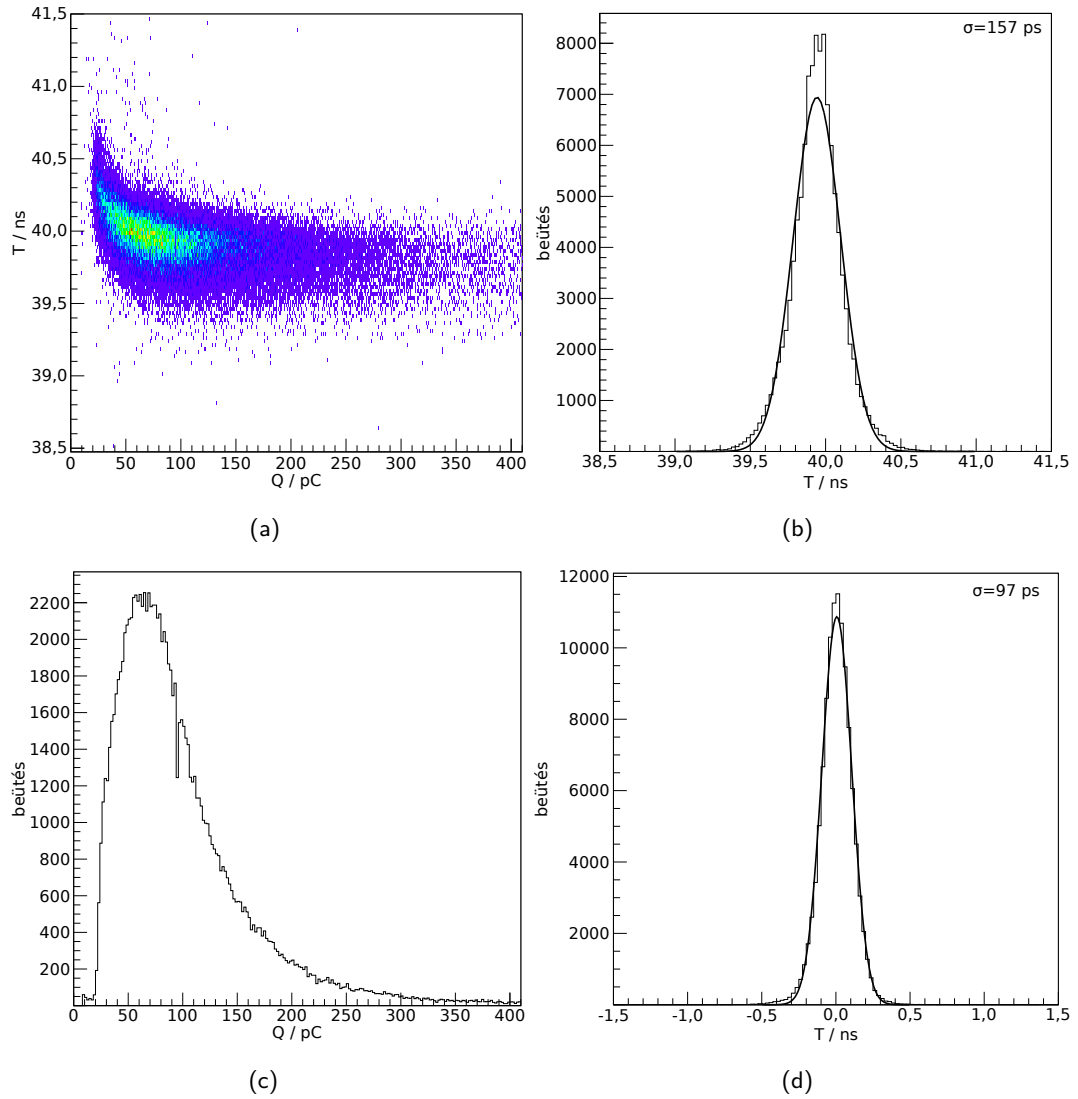 41,5
41,0
40,5
40,0
39,5
39,0
38,5
T / ns
0 50 100 150 200 250 300 350 400
Q / pC
(a)
σ=157 ps
8000
7000
6000
5000
4000
3000
2000
1000
beütés
38,5 39,0 39,5 40,0 40,5 41,0 41,5
T / ns
(b)
2200
2000
1800
1600
1400
1200
1000
800
600
400
200
beütés
0 50 100 150 200 250 300 350 400
Q / pC
(c)
σ=97 ps
12000
10000
8000
6000
4000
2000
beütés
-1,5 -1,0 -0,5 0,0 0,5 1,0 1,5
T / ns
(d)